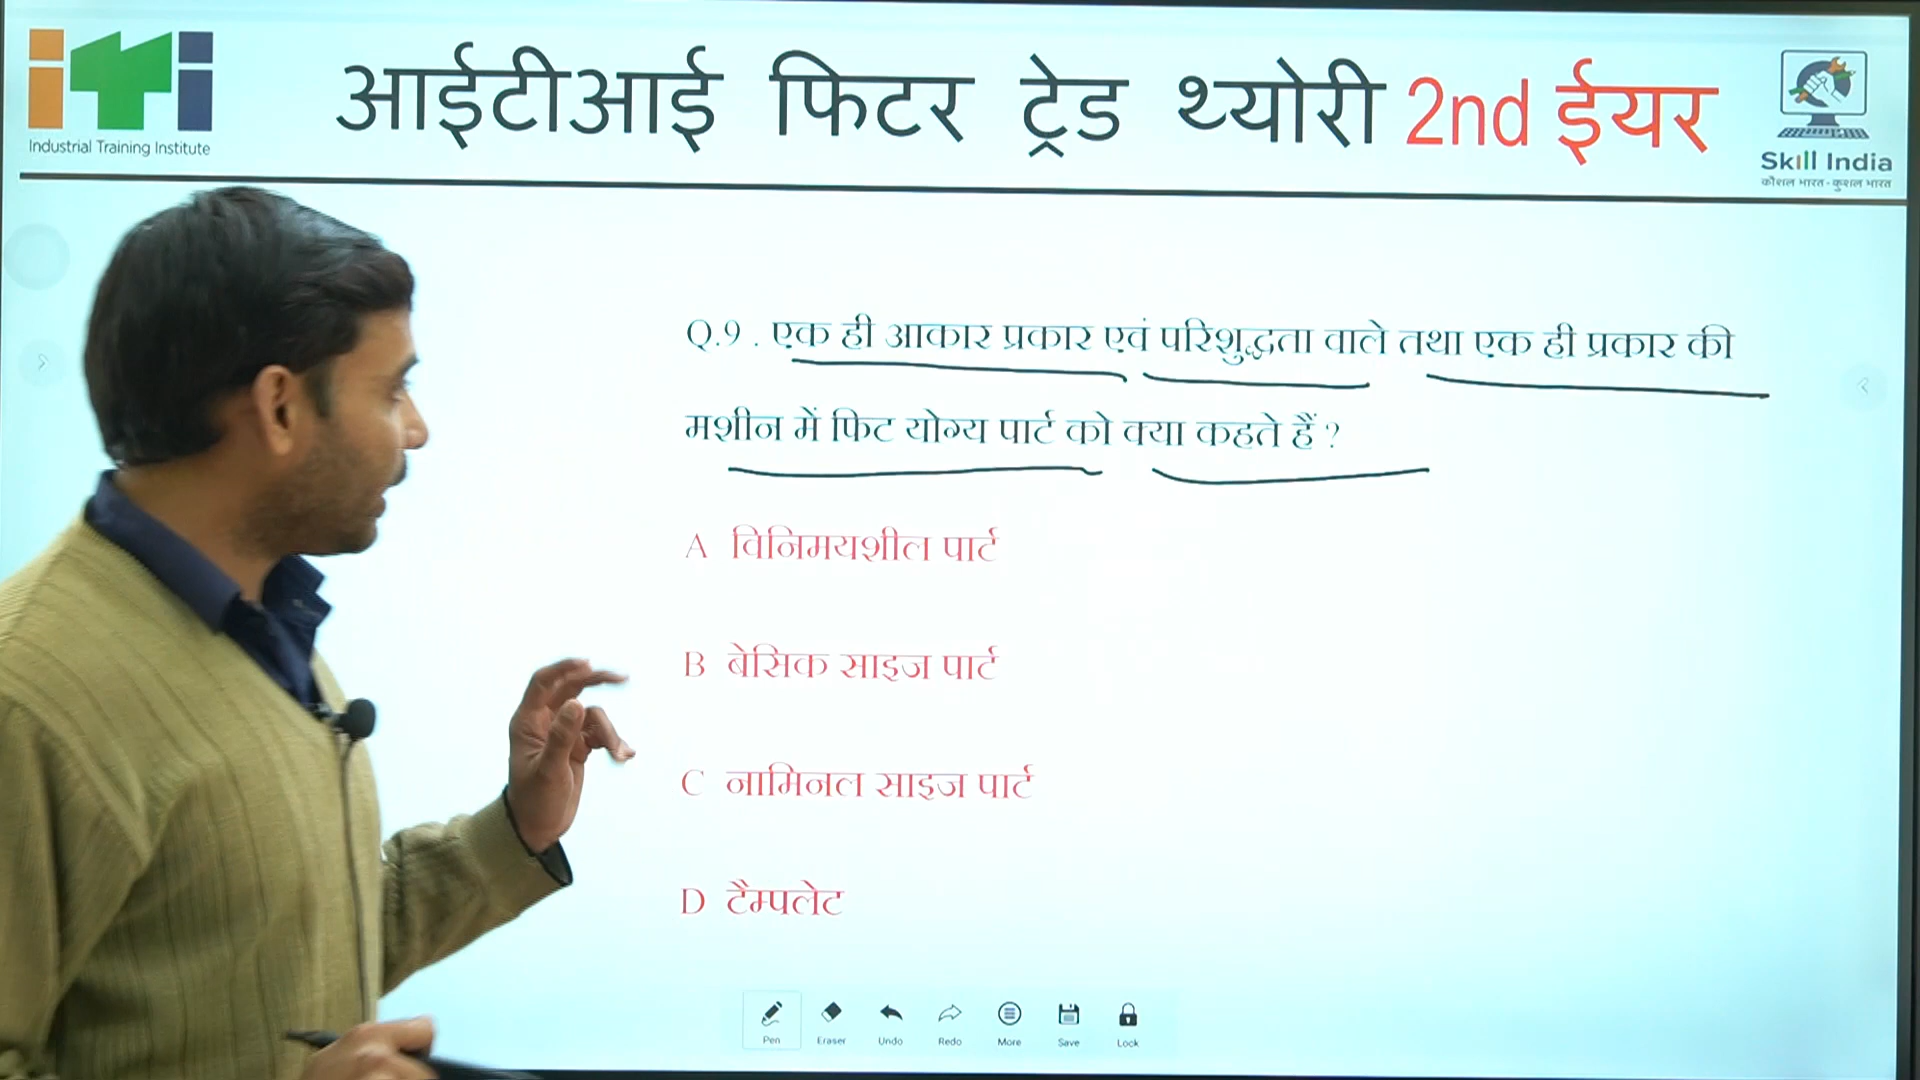 Industrial Training Institute
आईटीआई फिटर ट्रेड थ्योरी 2nd ईयर
Skill India
कौशल भारत - कुशल भारत
Q.9 . एक ही आकार प्रकार एवं परिशुद्धता वाले तथा एक ही प्रकार की
मशीन में फिट योग्य पार्ट को क्या कहते हैं ?
A विनिमयशील पार्ट
B बेसिक साइज पार्ट
C नामिनल साइज पार्ट
D टैम्पलेट
Pen Eraser Undo Redo More Save Lock